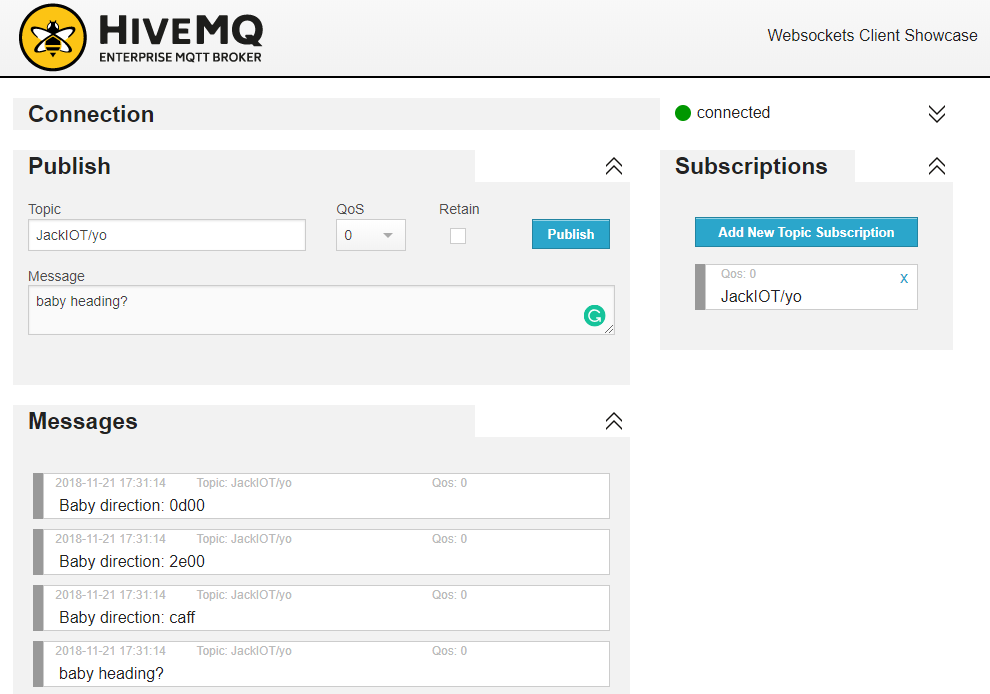 HIVEMQ
ENTERPRISE MQTT BROKER
Websockets Client Showcase
Connection
connected
Publish
Topic
QoS
Retain
JackIOT/yo
0
Publish
Message
baby heading?
Subscriptions
Add New Topic Subscription
Qos: 0
x
JackIOT/yo
Messages
2018-11-21 17:31:14 Topic: JackIOT/yo Qos: 0
Baby direction: 0d00
2018-11-21 17:31:14 Topic: JackIOT/yo Qos: 0
Baby direction: 2e00
2018-11-21 17:31:14 Topic: JackIOT/yo Qos: 0
Baby direction: caff
2018-11-21 17:31:14 Topic: JackIOT/yo Qos: 0
baby heading?